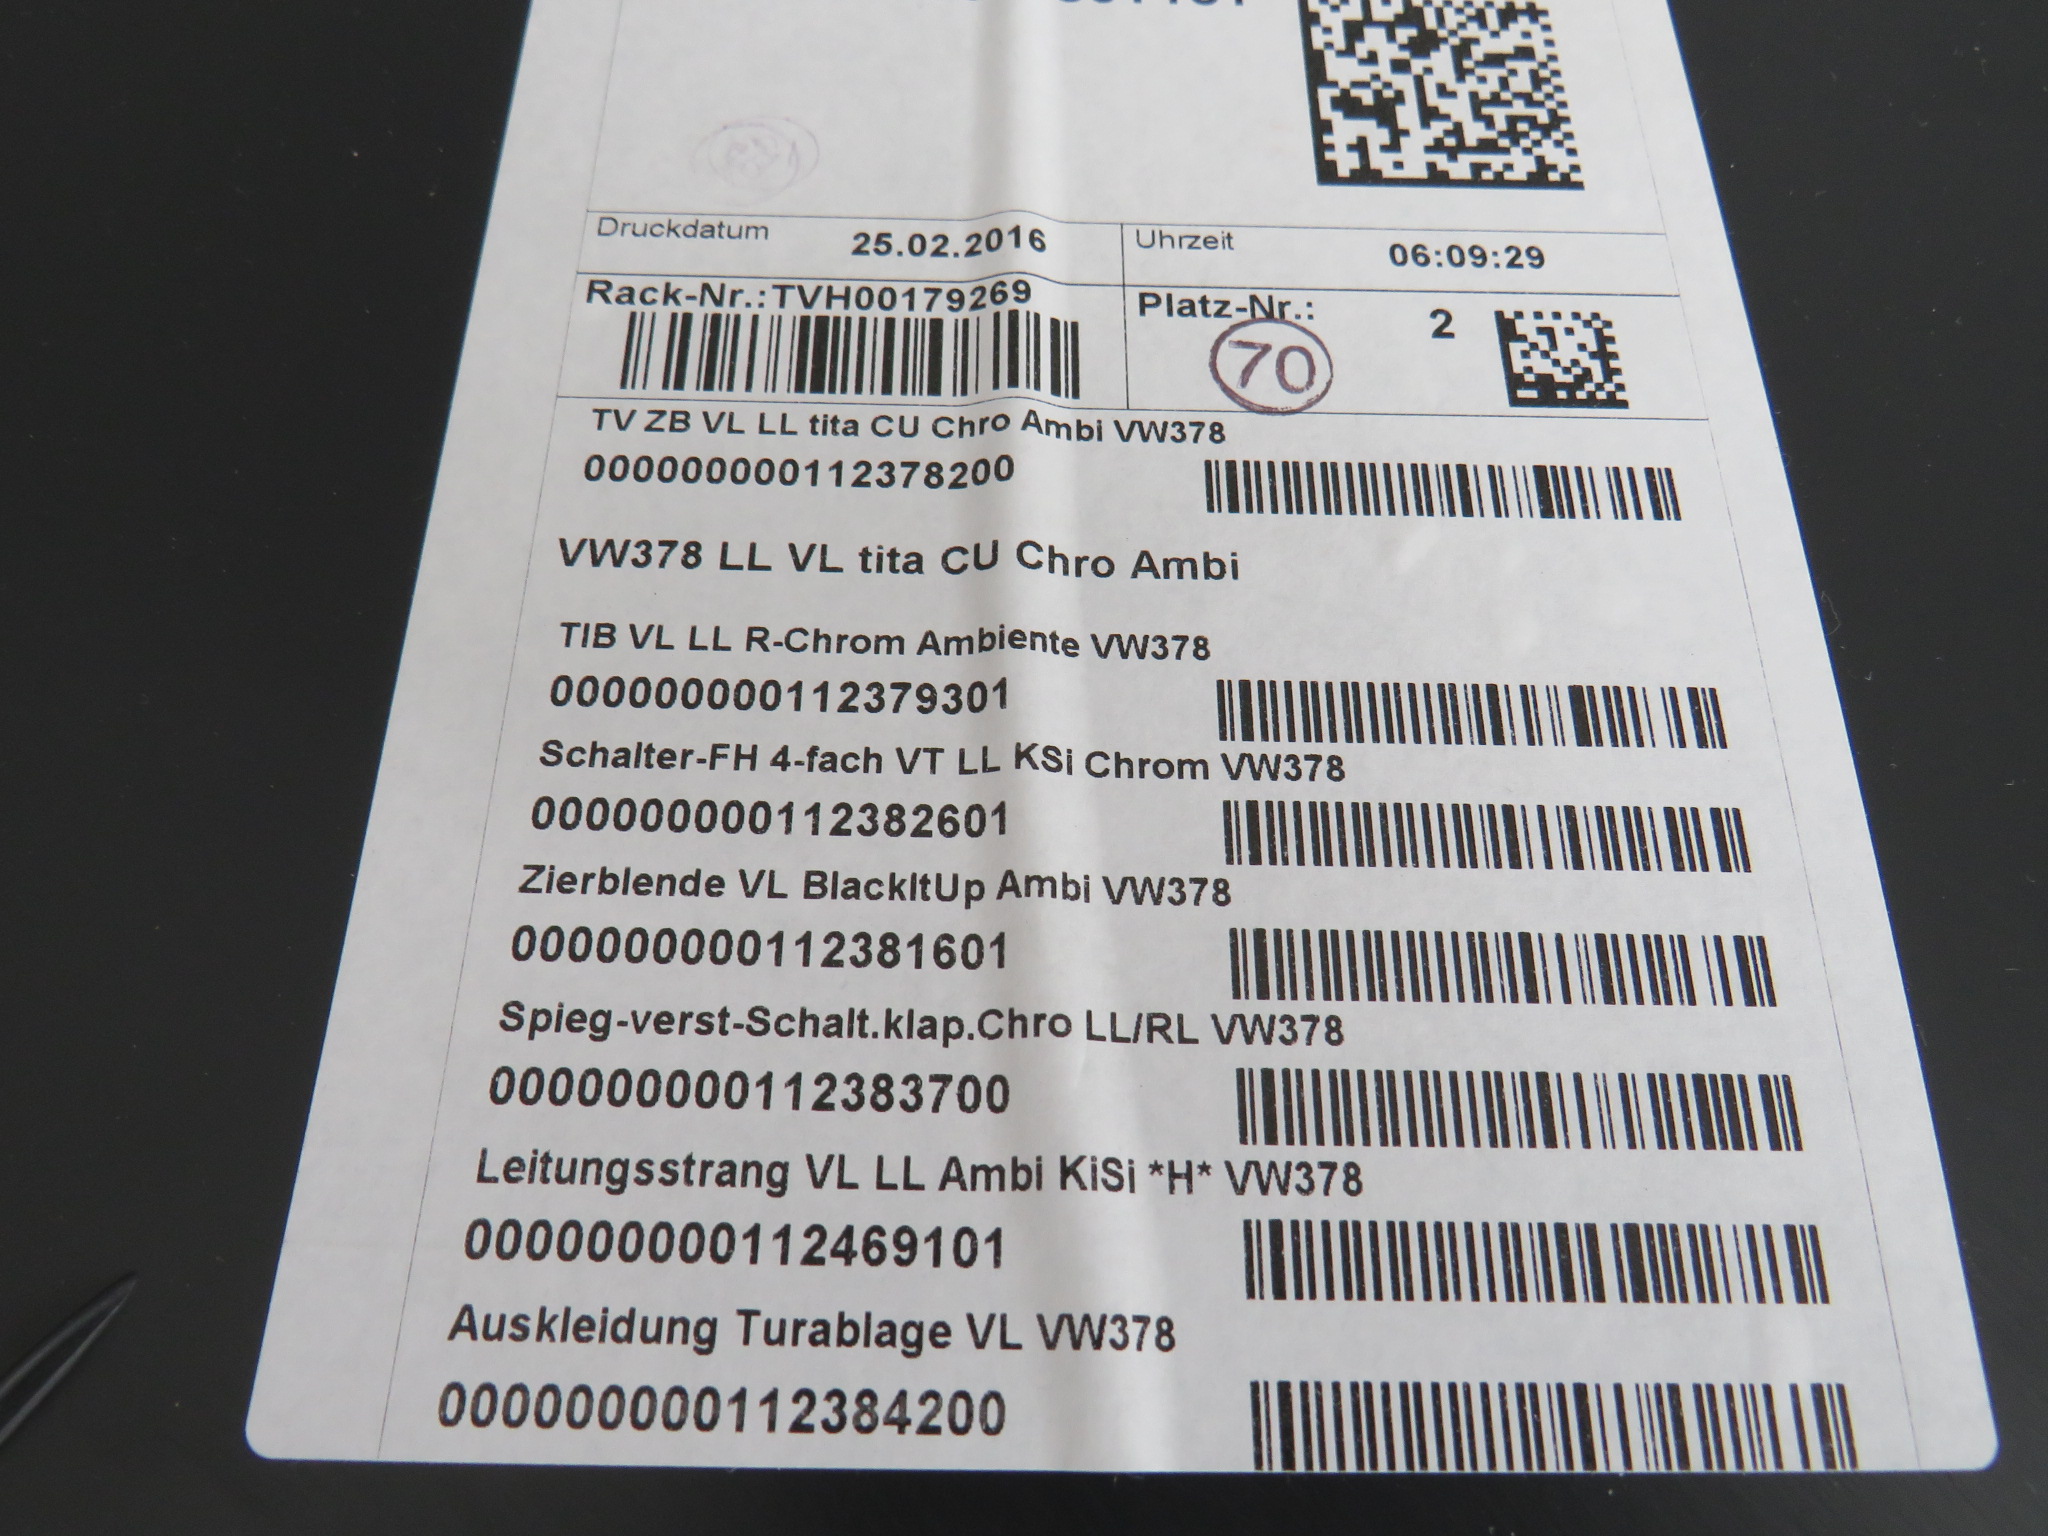 Druckdatum 25.02.2016 Uhrzeit 06:09:29
Rack-Nr.:TVH00179269 Platz-Nr.: 2
70
TV ZB VL LL tita CU Chro Ambi VW378
000000000112378200
VW378 LL VL tita CU Chro Ambi
TIB VL LL R-Chrom Ambiente VW378
000000000112379301
Schalter-FH 4-fach VT LL KSi Chrom VW378
000000000112382601
Zierblende VL BlackItUp Ambi VW378
000000000112381601
Spieg-verst-Schalt.klap.Chro LL/RL VW378
000000000112383700
Leitungsstrang VL LL Ambi KiSi *H* VW378
000000000112469101
Auskleidung Turablage VL VW378
000000000112384200